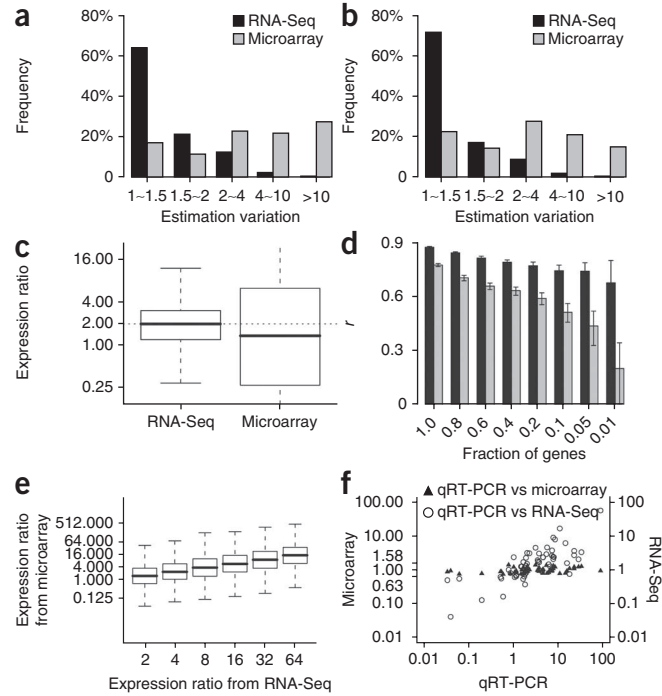 a
80%
60%
40%
20%
0
Frequency
RNA-Seq
Microarray
1~1.5 1.5~2 2~4 4~10 >10
Estimation variation
b
80%
60%
40%
20%
0
Frequency
RNA-Seq
Microarray
1~1.5 1.5~2 2~4 4~10 >10
Estimation variation
c
16.00
4.00
2.00
1.00
0.25
Expression ratio
RNA-Seq Microarray
d
0.9
0.6
0.3
0
r
1.0 0.8 0.6 0.4 0.2 0.1 0.05 0.01
Fraction of genes
e
512.000
64.000
16.000
4.000
1.000
0.125
Expression ratio
from microarray
2 4 8 16 32 64
Expression ratio from RNA-Seq
f
qRT-PCR vs microarray
qRT-PCR vs RNA-Seq
100.00
10.00
1.58
1.00
0.63
0.10
0.01
Microarray
100
10
1
0.1
0.01
RNA-Seq
0.01 0.1 1 10 100
qRT-PCR